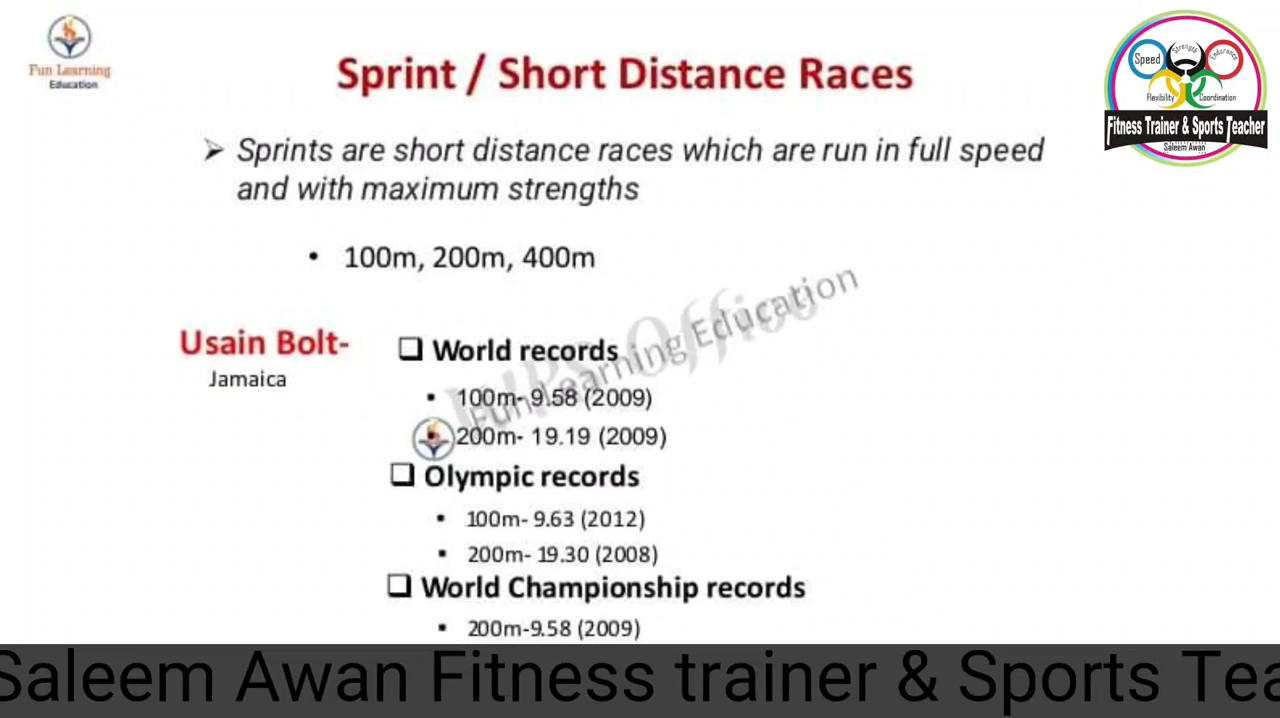 Fun Learning
Education
Sprint / Short Distance Races
Speed
Strength
Endurance
Flexibility
Coordination
Fitness Trainer & Sports Teacher
Saleem Awan
➢ Sprints are short distance races which are run in full speed
and with maximum strengths
• 100m, 200m, 400m
Usain Bolt-
Jamaica
❑ World records
▪ 100m- 9.58 (2009)
200m- 19.19 (2009)
❑ Olympic records
▪ 100m- 9.63 (2012)
▪ 200m- 19.30 (2008)
❑ World Championship records
▪ 200m-9.58 (2009)
Fun Learning Education
Office
Saleem Awan Fitness trainer & Sports Tea